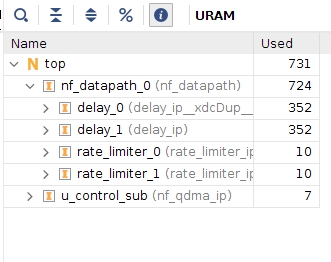 % i URAM
Name Used
N top 731
I nf_datapath_0 (nf_datapath) 724
I delay_0 (delay_ip__xdcDup__ 352
I delay_1 (delay_ip) 352
I rate_limiter_0 (rate_limiter_ip 10
I rate_limiter_1 (rate_limiter_ip 10
I u_control_sub (nf_qdma_ip) 7